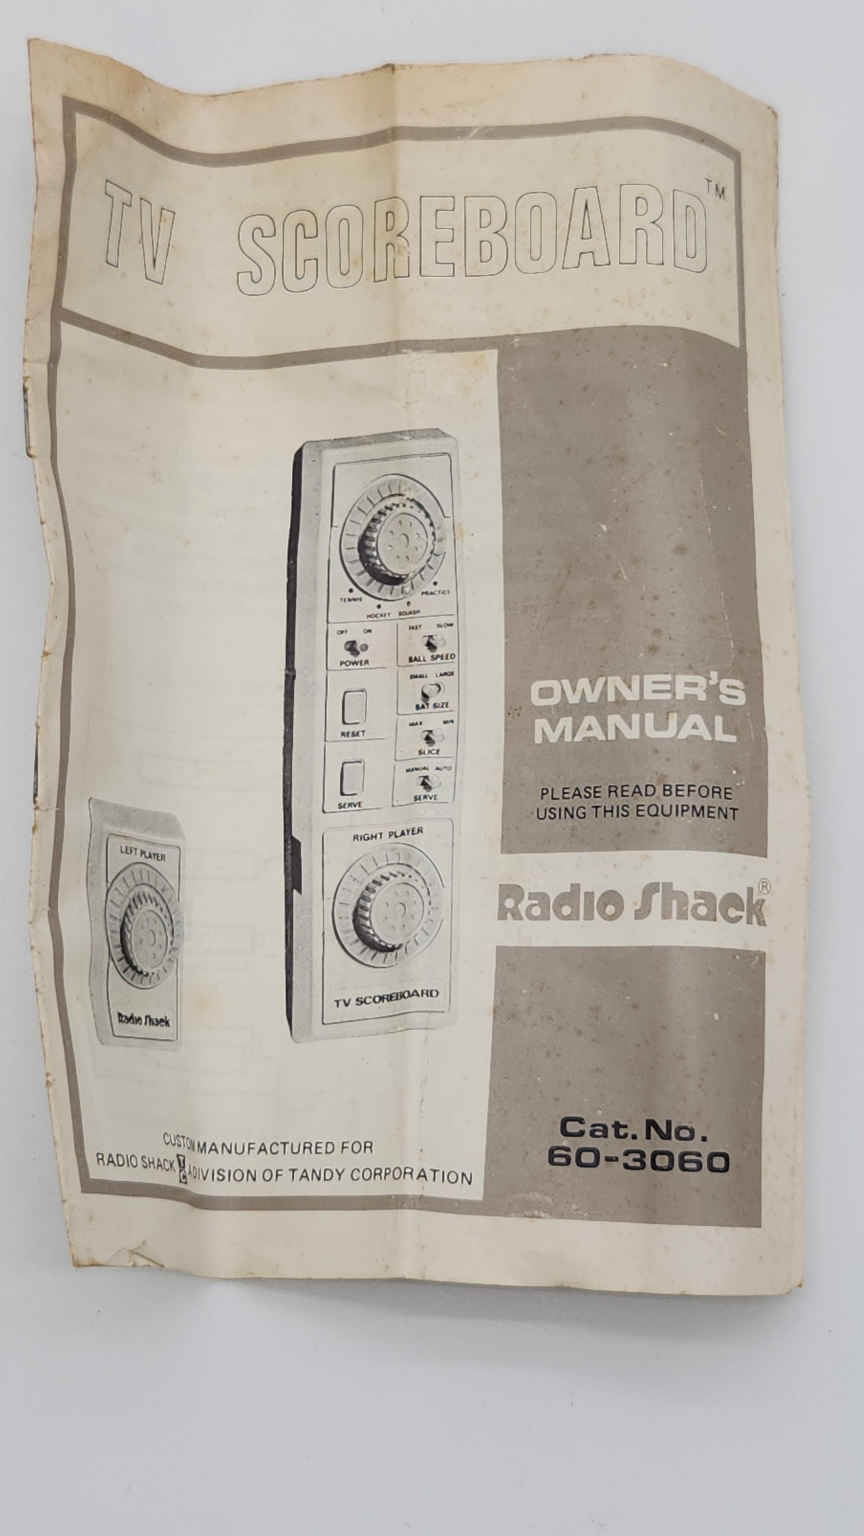 TV SCOREBOARD™
TENNIS
HOCKEY
SQUASH
PRACTICE
OFF ON
POWER
FAST SLOW
BALL SPEED
SMALL LARGE
BAT SIZE
RESET
MAX MIN
SLICE
MANUAL AUTO
SERVE
SERVE
RIGHT PLAYER
TV SCOREBOARD
LEFT PLAYER
Radio Shack
OWNER'S
MANUAL
PLEASE READ BEFORE
USING THIS EQUIPMENT
Radio Shack®
Cat. No.
60-3060
CUSTOM MANUFACTURED FOR
RADIO SHACK A DIVISION OF TANDY CORPORATION